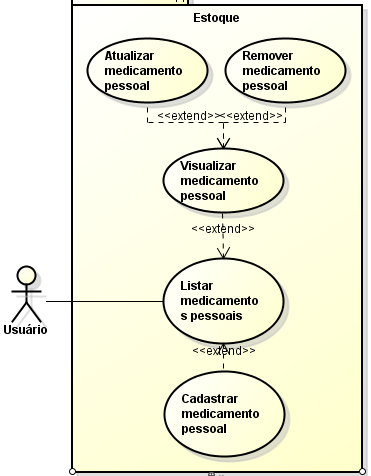 Estoque
Atualizar
medicamento
pessoal
Remover
medicamento
pessoal
<<extend>>
<<extend>>
Visualizar
medicamento
pessoal
<<extend>>
Listar
medicamento
s pessoais
Usuário
<<extend>>
Cadastrar
medicamento
pessoal